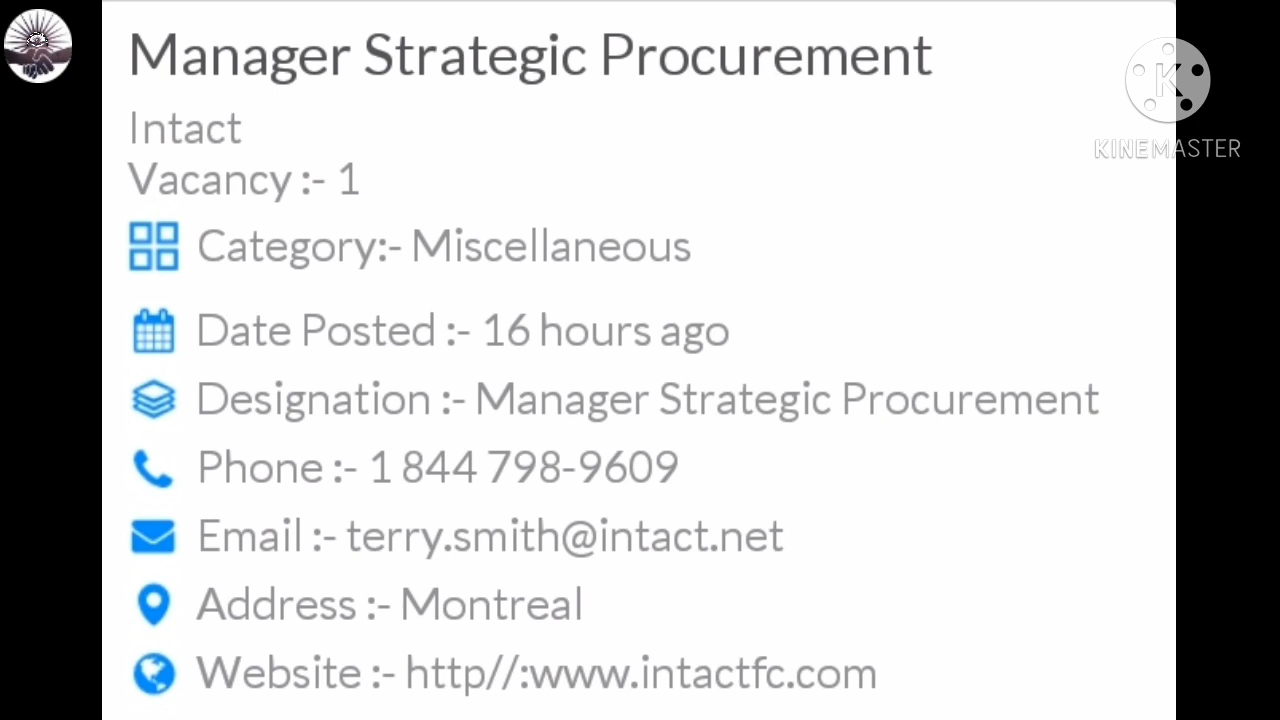 Manager Strategic Procurement
Intact
Vacancy :- 1
Category:- Miscellaneous
Date Posted :- 16 hours ago
Designation :- Manager Strategic Procurement
Phone :- 1 844 798-9609
Email :- terry.smith@intact.net
Address :- Montreal
Website :- http//:www.intactfc.com
K
KINEMASTER